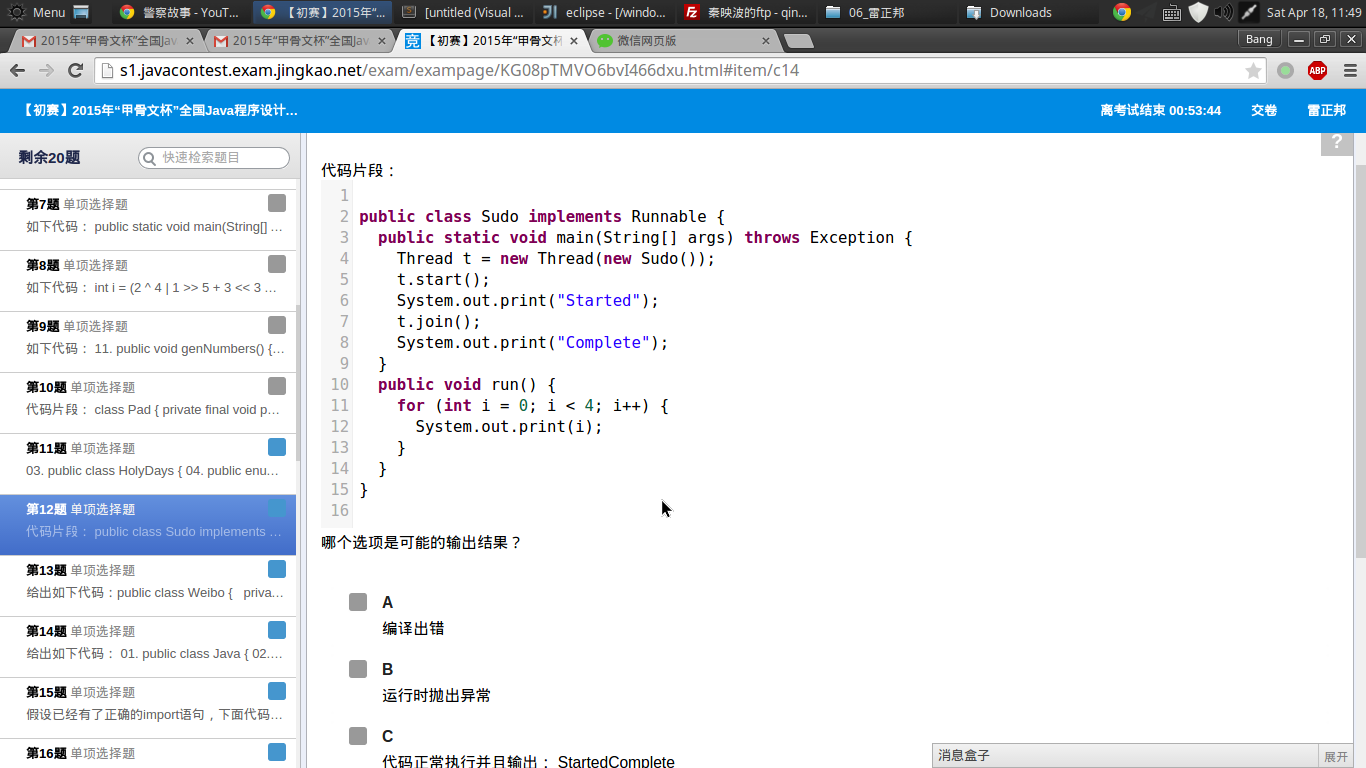 Menu 警察故事 - YouT... 【初赛】2015年“... [untitled (Visual ... eclipse - [/windo... 秦映波的ftp - qin... 06_雷正邦 Downloads Sat Apr 18, 11:49
2015年“甲骨文杯”全国Jav 2015年“甲骨文杯”全国Jav 【初赛】2015年“甲骨文杯 微信网页版 Bang
s1.javacontest.exam.jingkao.net/exam/exampage/KG08pTMVO6bvI466dxu.html#item/c14 ABP
【初赛】2015年“甲骨文杯”全国Java程序设计... 离考试结束 00:53:44 交卷 雷正邦
剩余20题 快速检索题目
第7题 单项选择题
如下代码： public static void main(String[] ...
第8题 单项选择题
如下代码： int i = (2 ^ 4 | 1 >> 5 + 3 << 3 ...
第9题 单项选择题
如下代码： 11. public void genNumbers() {...
第10题 单项选择题
代码片段： class Pad { private final void p...
第11题 单项选择题
03. public class HolyDays { 04. public enu...
第12题 单项选择题
代码片段： public class Sudo implements ...
第13题 单项选择题
给出如下代码：public class Weibo { priva...
第14题 单项选择题
给出如下代码： 01. public class Java { 02....
第15题 单项选择题
假设已经有了正确的import语句，下面代码...
第16题 单项选择题
?
代码片段：
1
2 public class Sudo implements Runnable {
3 public static void main(String[] args) throws Exception {
4 Thread t = new Thread(new Sudo());
5 t.start();
6 System.out.print("Started");
7 t.join();
8 System.out.print("Complete");
9 }
10 public void run() {
11 for (int i = 0; i < 4; i++) {
12 System.out.print(i);
13 }
14 }
15 }
16
哪个选项是可能的输出结果？
A
编译出错
B
运行时抛出异常
C
代码正常执行并且输出： StartedComplete
消息盒子 展开